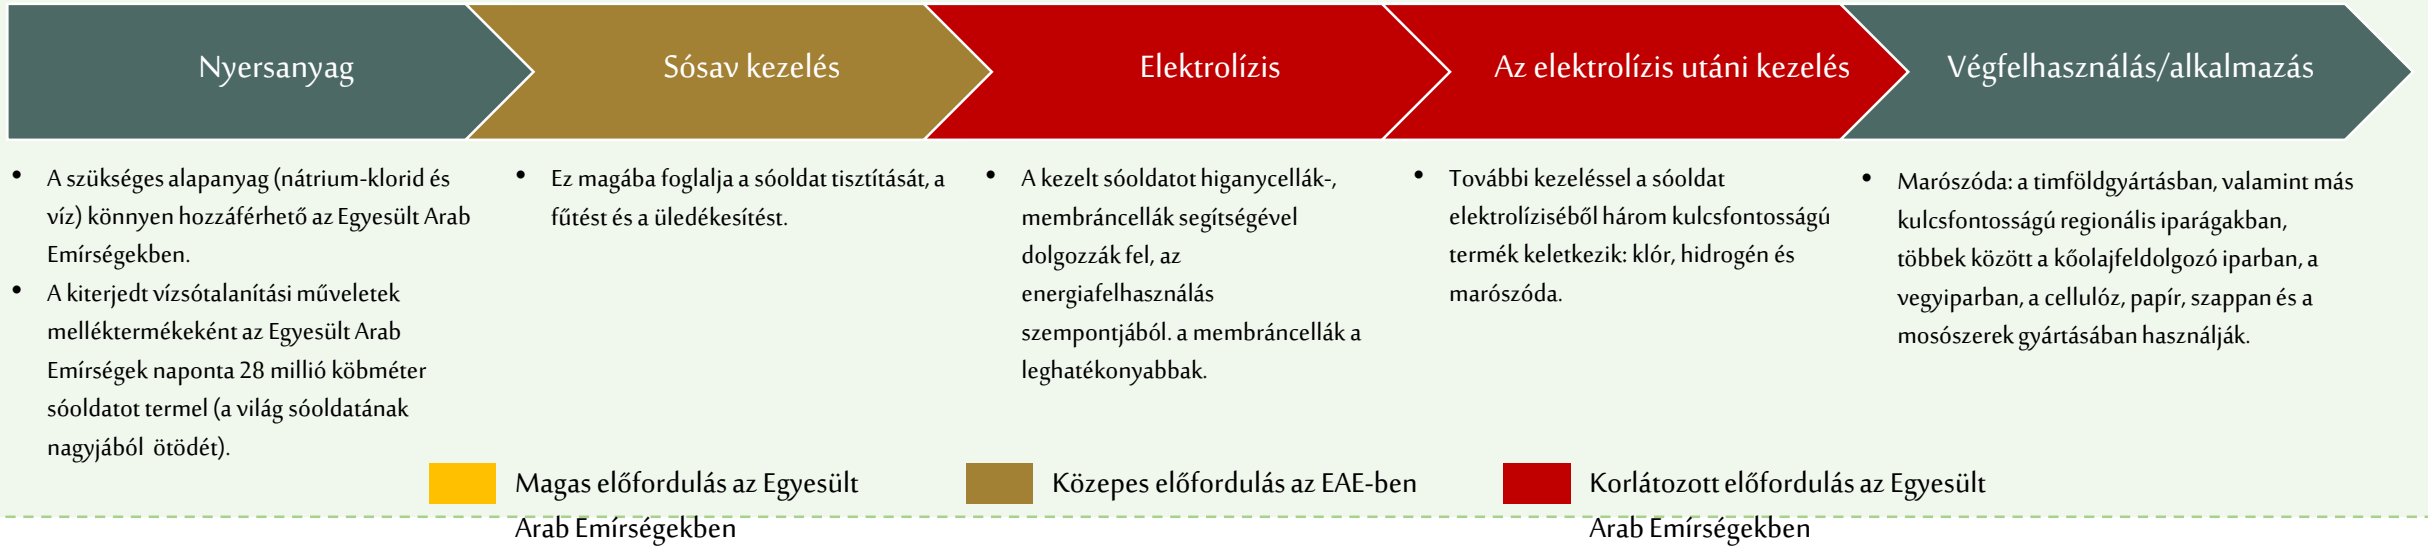 Nyersanyag
Sósav kezelés
Elektrolízis
Az elektrolízis utáni kezelés
Végfelhasználás/alkalmazás
• A szükséges alapanyag (nátrium-klorid és
víz) könnyen hozzáférhető az Egyesült Arab
Emírségekben.
• A kiterjedt vízsótalanítási műveletek
melléktermékeként az Egyesült Arab
Emírségek naponta 28 millió köbméter
sóoldatot termel (a világ sóoldatának
nagyjából ötödét).
• Ez magába foglalja a sóoldat tisztítását, a
fűtést és a üledékesítést.
• A kezelt sóoldatot higanycellák-,
membráncellák segítségével
dolgozzák fel, az
energiafelhasználás
szempontjából. a membráncellák a
leghatékonyabbak.
• További kezeléssel a sóoldat
elektrolíziséből három kulcsfontosságú
termék keletkezik: klór, hidrogén és
marószóda.
• Marószóda: a timföldgyártásban, valamint más
kulcsfontosságú regionális iparágakban,
többek között a kőolajfeldolgozó iparban, a
vegyiparban, a cellulóz, papír, szappan és a
mosószerek gyártásában használják.
Magas előfordulás az Egyesült
Arab Emírségekben
Közepes előfordulás az EAE-ben
Korlátozott előfordulás az Egyesült
Arab Emírségekben